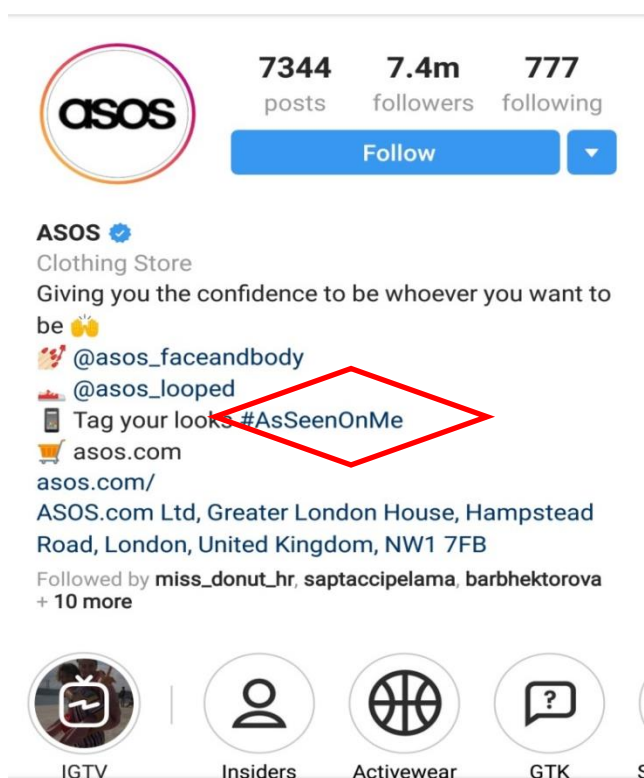 asos
7344 7.4m 777
posts followers following
Follow
ASOS
Clothing Store
Giving you the confidence to be whoever you want to
be 🙌
💅 @asos_faceandbody
👟 @asos_looped
📱 Tag your looks #AsSeenOnMe
🛒 asos.com
asos.com/
ASOS.com Ltd, Greater London House, Hampstead
Road, London, United Kingdom, NW1 7FB
Followed by miss_donut_hr, saptaccipelama, barbhektorova
+ 10 more
?
IGTV Insiders Activewear GTK S